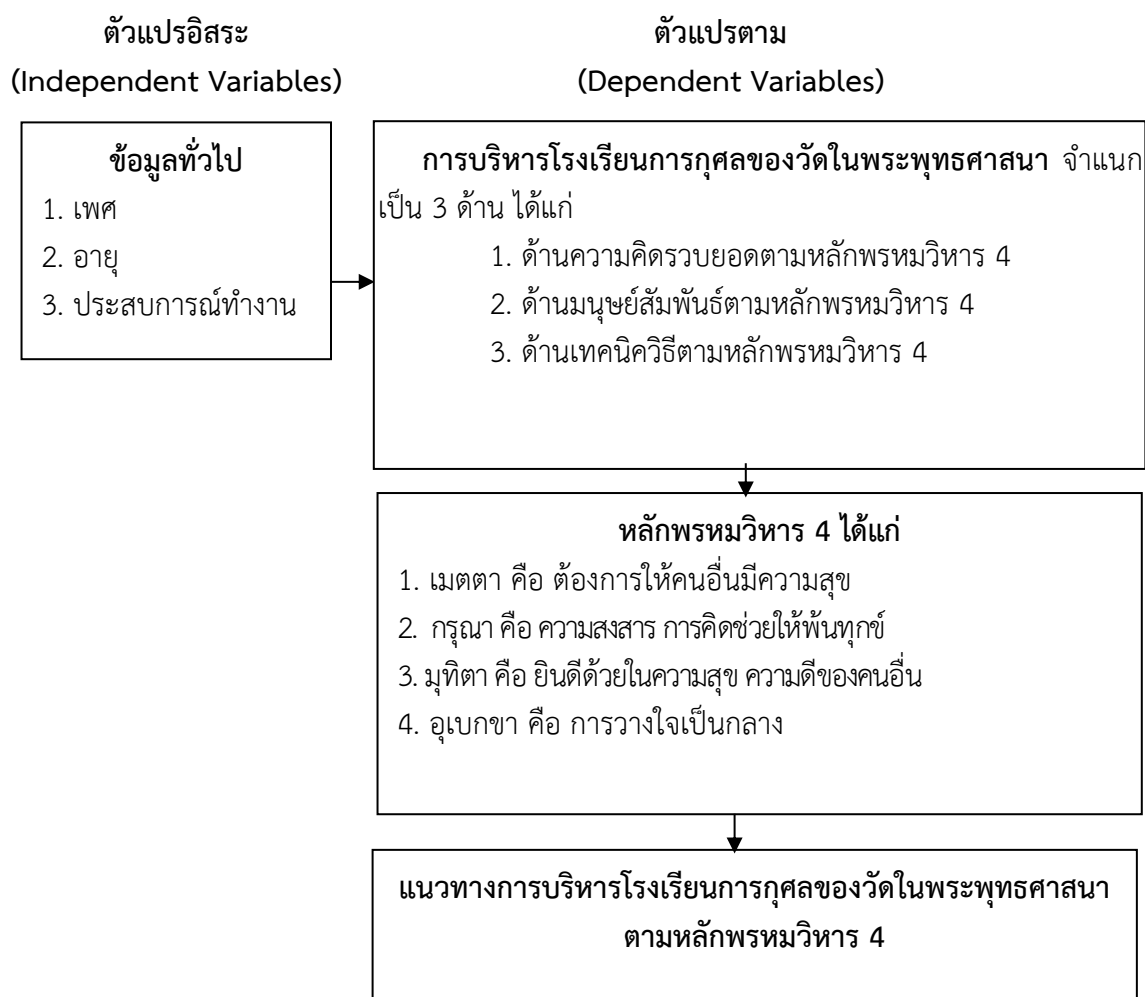 ตัวแปรอิสระ
(Independent Variables)
ตัวแปรตาม
(Dependent Variables)
ข้อมูลทั่วไป
1. เพศ
2. อายุ
3. ประสบการณ์ทำงาน
การบริหารโรงเรียนการกุศลของวัดในพระพุทธศาสนา จำแนก
เป็น 3 ด้าน ได้แก่
1. ด้านความคิดรวบยอดตามหลักพรหมวิหาร 4
2. ด้านมนุษย์สัมพันธ์ตามหลักพรหมวิหาร 4
3. ด้านเทคนิควิธีตามหลักพรหมวิหาร 4
หลักพรหมวิหาร 4 ได้แก่
1. เมตตา คือ ต้องการให้คนอื่นมีความสุข
2. กรุณา คือ ความสงสาร การคิดช่วยให้พ้นทุกข์
3. มุทิตา คือ ยินดีด้วยในความสุข ความดีของคนอื่น
4. อุเบกขา คือ การวางใจเป็นกลาง
แนวทางการบริหารโรงเรียนการกุศลของวัดในพระพุทธศาสนา
ตามหลักพรหมวิหาร 4